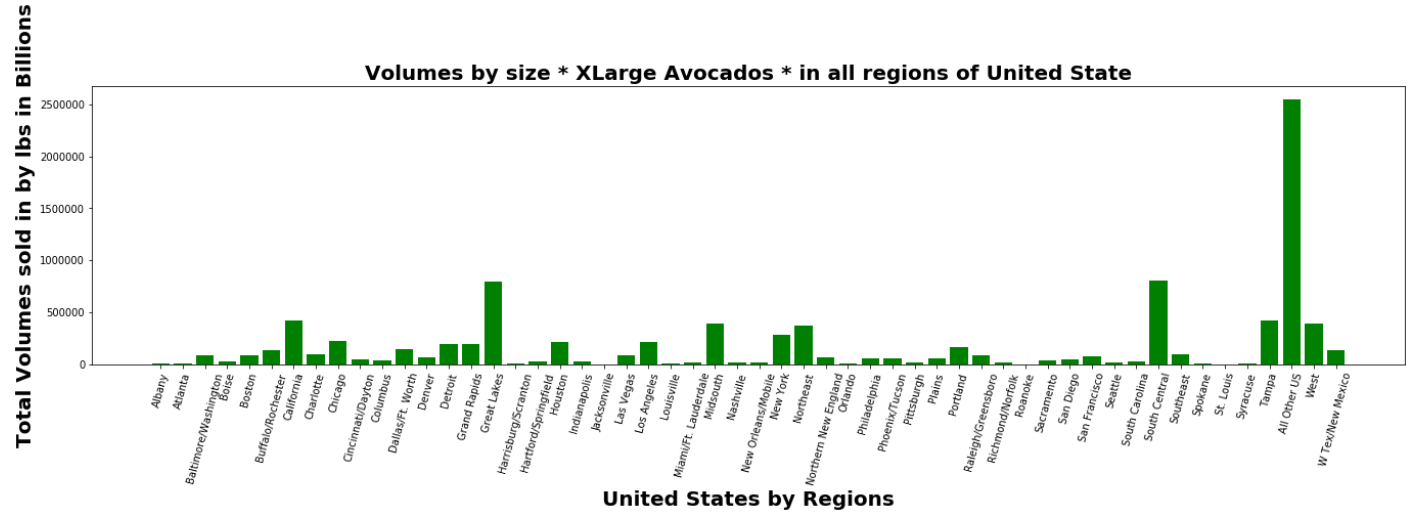 Volumes by size * XLarge Avocados * in all regions of United State
Total Volumes sold in by lbs in Billions
2500000
2000000
1500000
1000000
500000
0
Albany
Atlanta
Baltimore/Washington
Boise
Boston
Buffalo/Rochester
California
Charlotte
Chicago
Cincinnati/Dayton
Columbus
Dallas/Ft. Worth
Denver
Detroit
Grand Rapids
Great Lakes
Harrisburg/Scranton
Hartford/Springfield
Houston
Indianapolis
Jacksonville
Las Vegas
Los Angeles
Louisville
Miami/Ft. Lauderdale
Midsouth
Nashville
New Orleans/Mobile
New York
Northeast
Northern New England
Orlando
Philadelphia
Phoenix/Tucson
Pittsburgh
Plains
Portland
Raleigh/Greensboro
Richmond/Norfolk
Roanoke
Sacramento
San Diego
San Francisco
Seattle
South Carolina
South Central
Southeast
Spokane
St. Louis
Syracuse
Tampa
All Other US
West
W Tex/New Mexico
United States by Regions